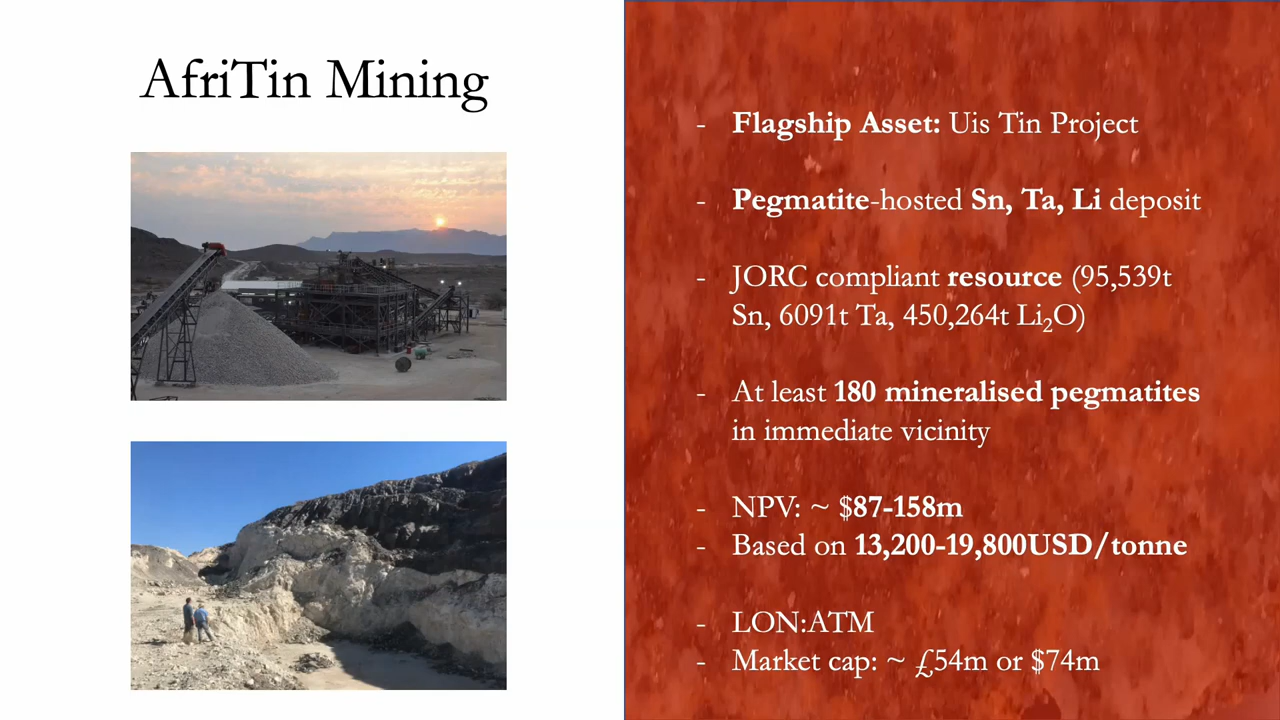 AfriTin Mining
- Flagship Asset: Uis Tin Project
- Pegmatite-hosted Sn, Ta, Li deposit
- JORC compliant resource (95,539t
Sn, 6091t Ta, 450,264t Li₂O)
- At least 180 mineralised pegmatites
in immediate vicinity
- NPV: ~ $87-158m
- Based on 13,200-19,800USD/tonne
- LON:ATM
- Market cap: ~ £54m or $74m